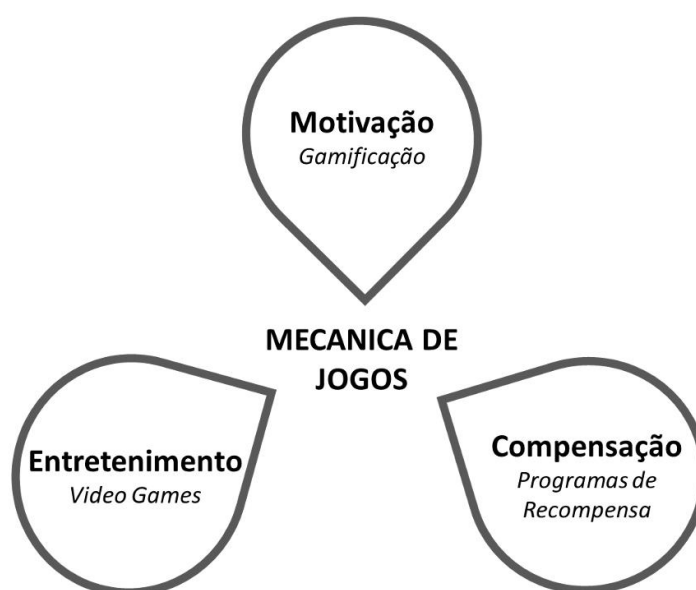 Motivação
Gamificação
MECANICA DE
JOGOS
Entretenimento
Video Games
Compensação
Programas de
Recompensa